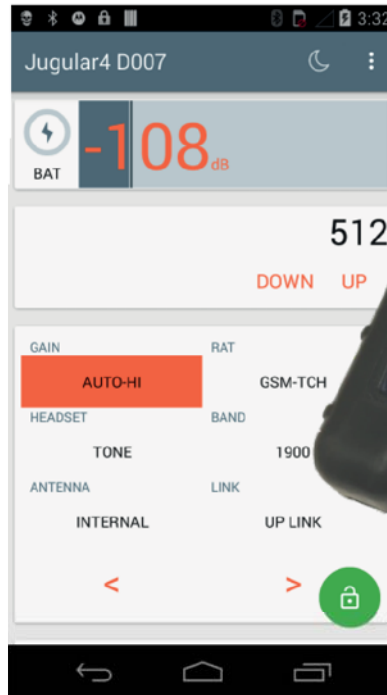 3:32
Jugular4 D007
-108 dB
BAT
512
DOWN UP
GAIN RAT
AUTO-HI GSM-TCH
HEADSET BAND
TONE 1900
ANTENNA LINK
INTERNAL UP LINK
< >